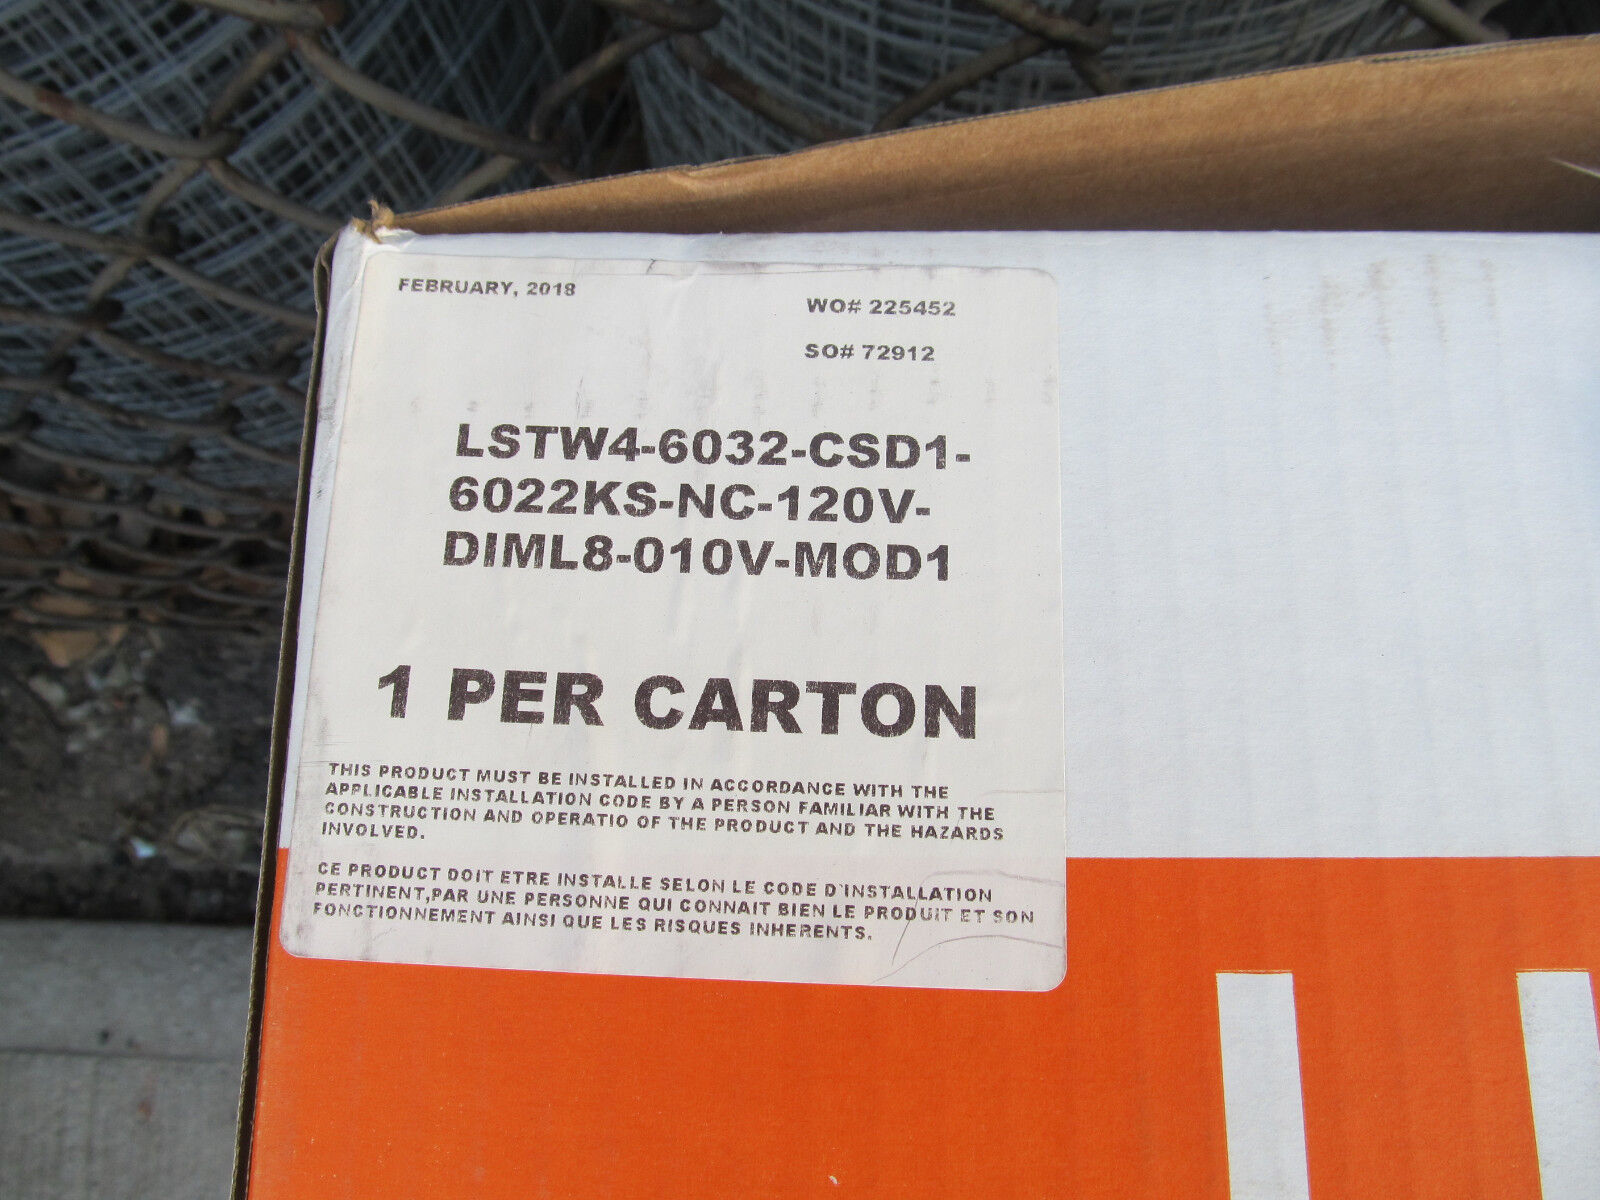 FEBRUARY, 2018
WO# 225452
SO# 72912
LSTW4-6032-CSD1-
6022KS-NC-120V-
DIML8-010V-MOD1
1 PER CARTON
THIS PRODUCT MUST BE INSTALLED IN ACCORDANCE WITH THE
APPLICABLE INSTALLATION CODE BY A PERSON FAMILIAR WITH THE
CONSTRUCTION AND OPERATIO OF THE PRODUCT AND THE HAZARDS
INVOLVED.
CE PRODUCT DOIT ETRE INSTALLE SELON LE CODE D`INSTALLATION
PERTINENT,PAR UNE PERSONNE QUI CONNAIT BIEN LE PRODUIT ET SON
FONCTIONNEMENT AINSI QUE LES RISQUES INHERENTS.